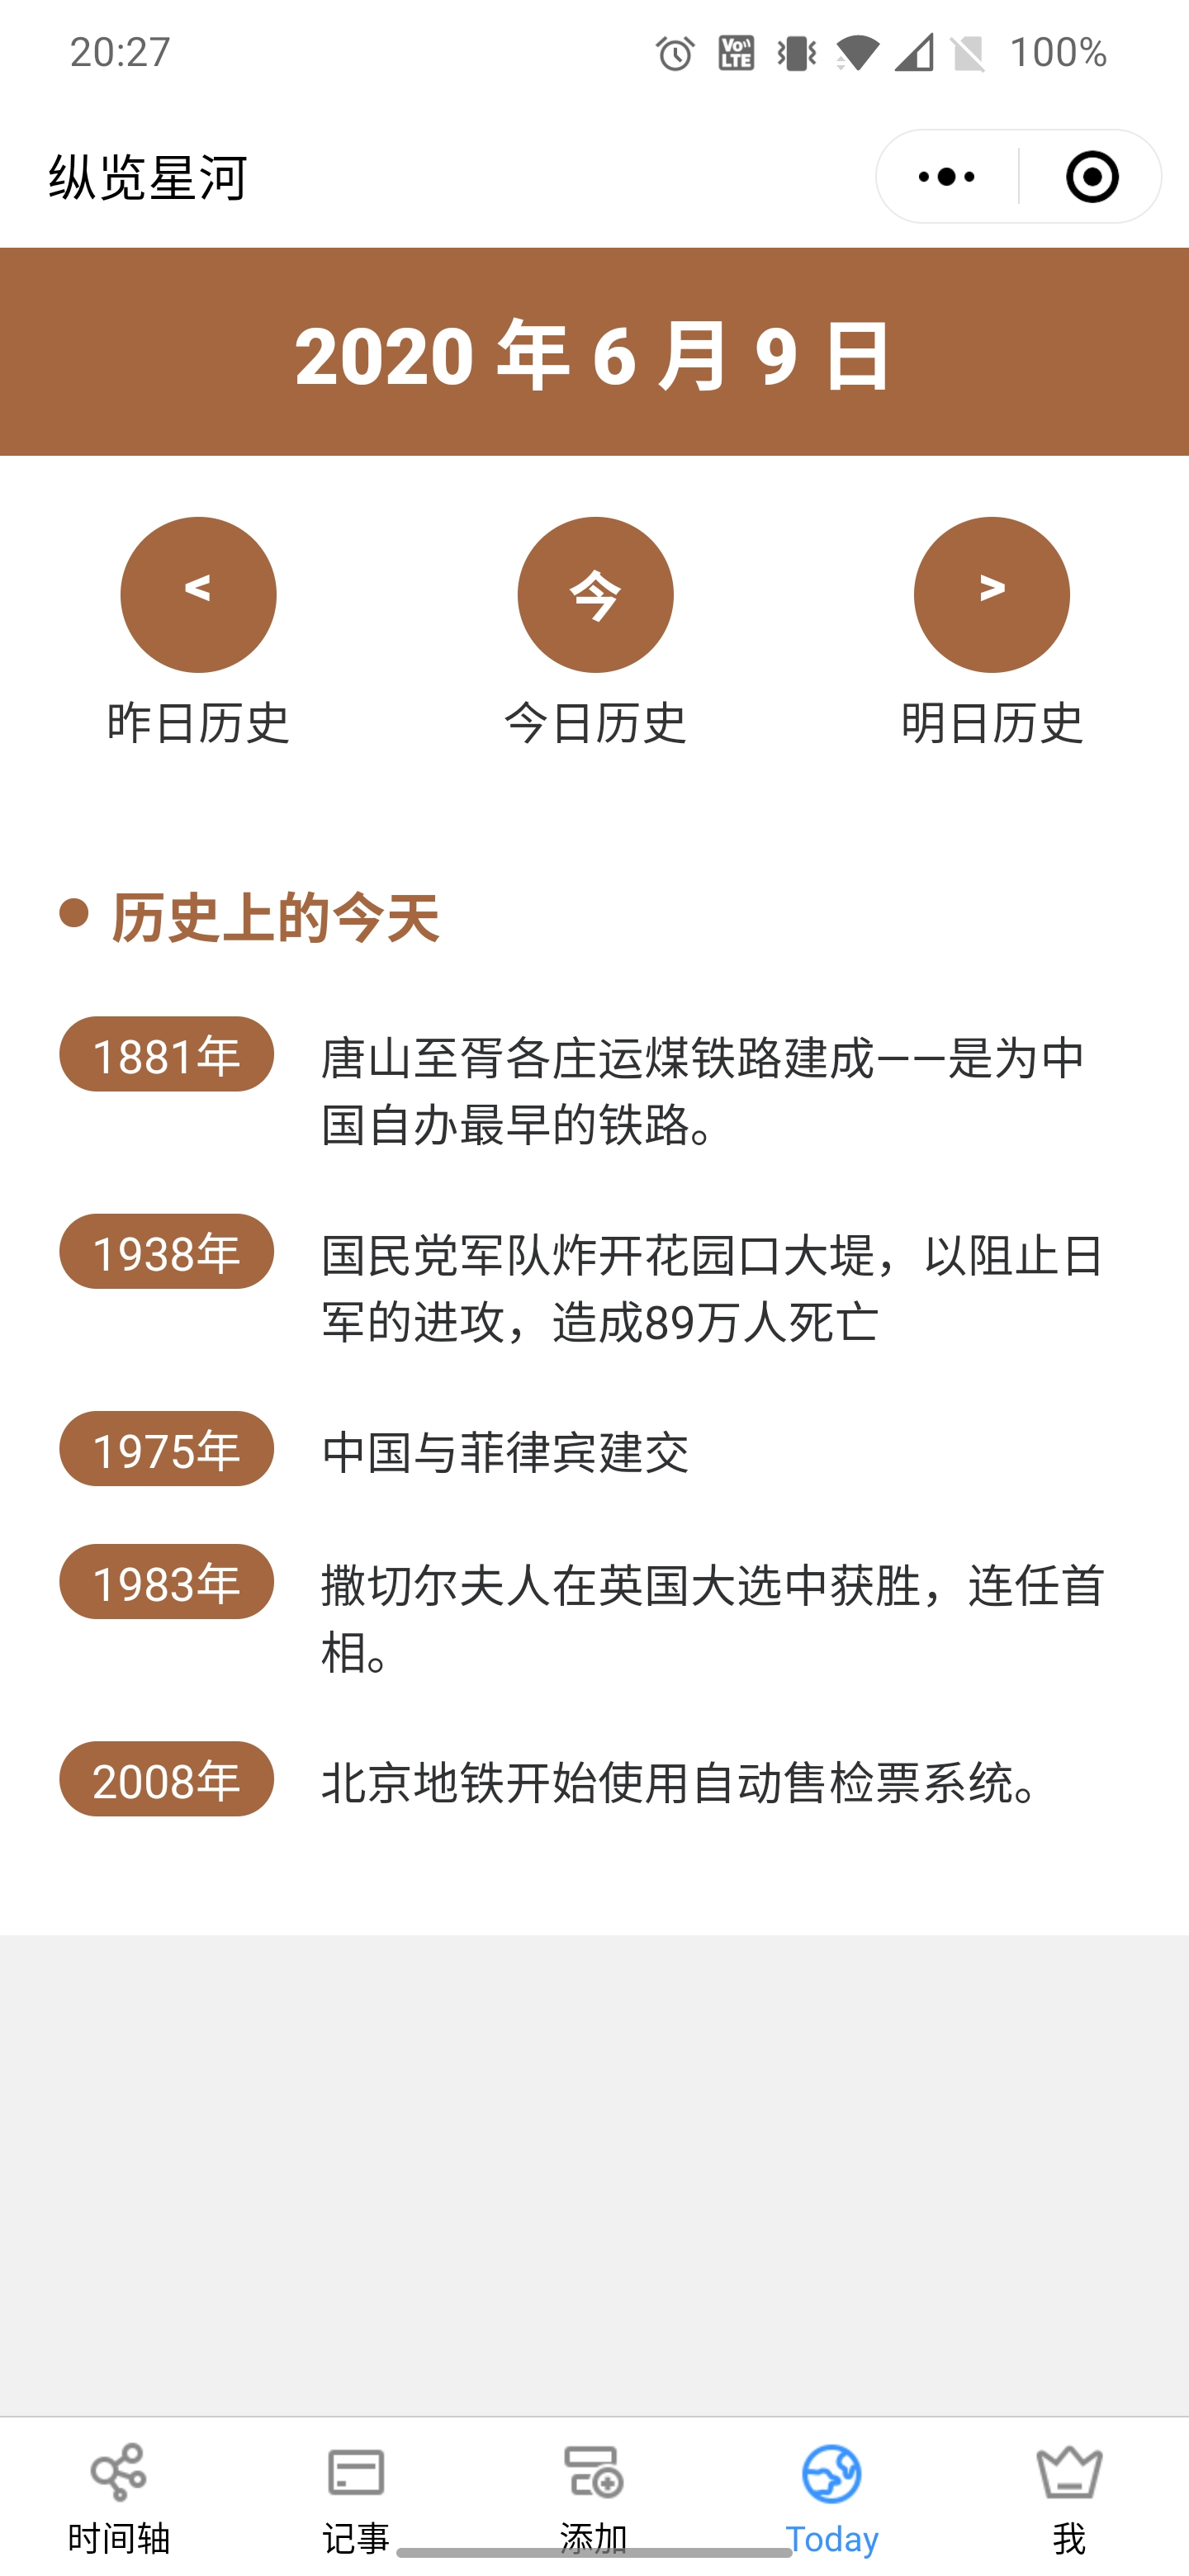 20:27
Vo LTE
100%
纵览星河
2020 年 6 月 9 日
<
今
>
昨日历史
今日历史
明日历史
历史上的今天
1881年
唐山至胥各庄运煤铁路建成——是为中
国自办最早的铁路。
1938年
国民党军队炸开花园口大堤，以阻止日
军的进攻，造成89万人死亡
1975年
中国与菲律宾建交
1983年
撒切尔夫人在英国大选中获胜，连任首
相。
2008年
北京地铁开始使用自动售检票系统。
时间轴
记事
添加
Today
我